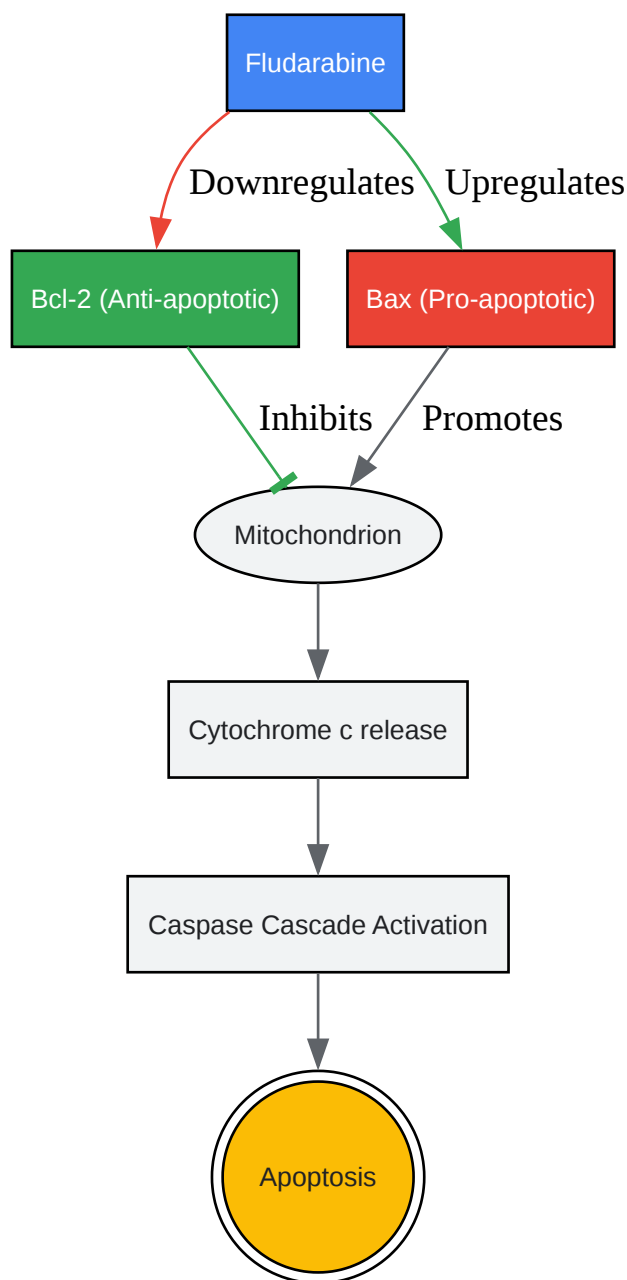 Fludarabine
Downregulates
Upregulates
Bcl-2 (Anti-apoptotic)
Bax (Pro-apoptotic)
Inhibits
Promotes
Mitochondrion
Cytochrome c release
Caspase Cascade Activation
Apoptosis